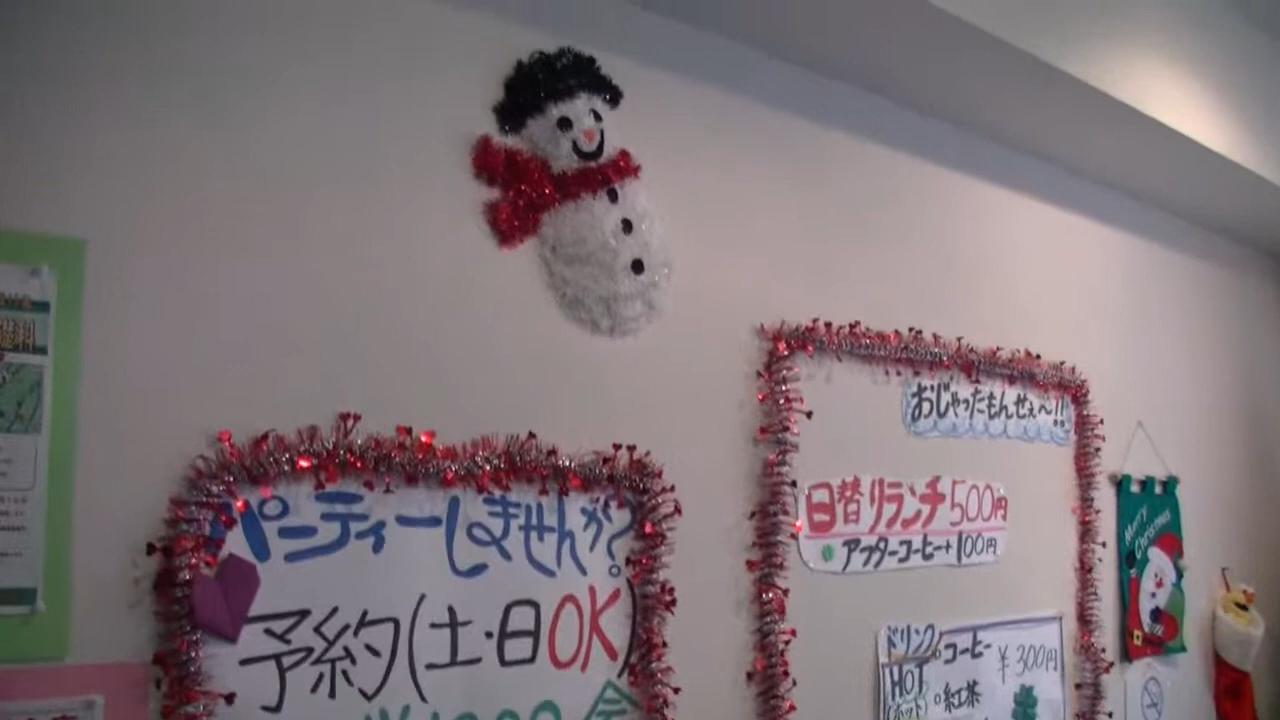 パーティーしませんか?
予約(土・日OK)
おじゃったもんせぇ〜!!
日替りランチ500円
アフターコーヒー+100円
ドリンク
HOT
(ホット)
○コーヒー ¥300円
○紅茶
Merry
Christmas